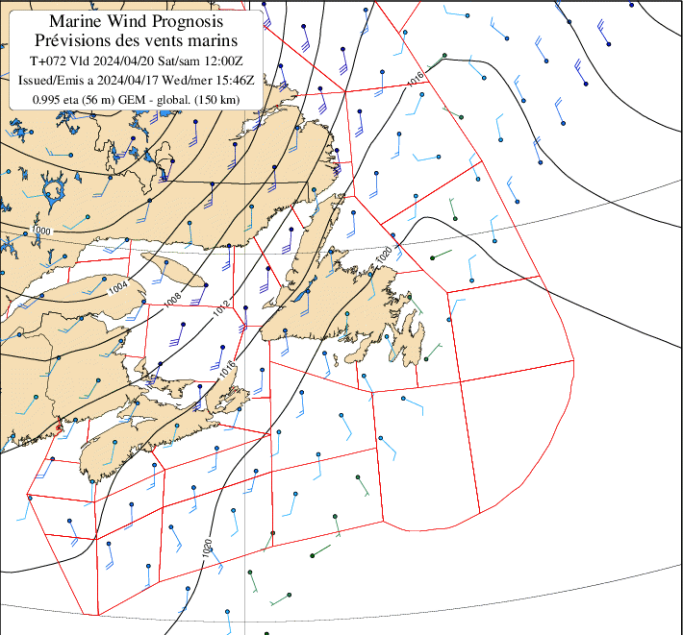 Marine Wind Prognosis
Prévisions des vents marins
T+072 Vld 2024/04/20 Sat/sam 12:00Z
Issued/Emis a 2024/04/17 Wed/mer 15:46Z
0.995 eta (56 m) GEM - global. (150 km)
1016
1000
1020
1004
1008
1012
1016
1020